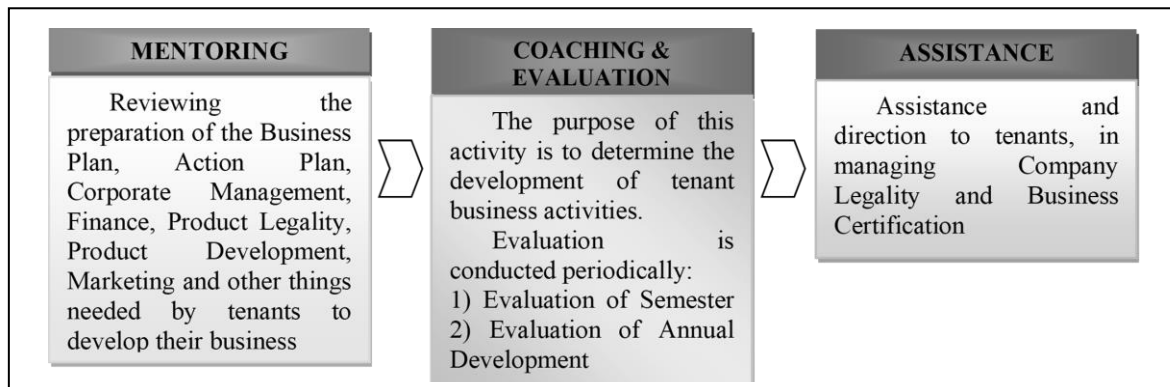 MENTORING
Reviewing the
preparation of the Business
Plan, Action Plan,
Corporate Management,
Finance, Product Legality,
Product Development,
Marketing and other things
needed by tenants to
develop their business
COACHING &
EVALUATION
The purpose of this
activity is to determine the
development of tenant
business activities.
Evaluation is
conducted periodically:
1) Evaluation of Semester
2) Evaluation of Annual
Development
ASSISTANCE
Assistance and
direction to tenants, in
managing Company
Legality and Business
Certification